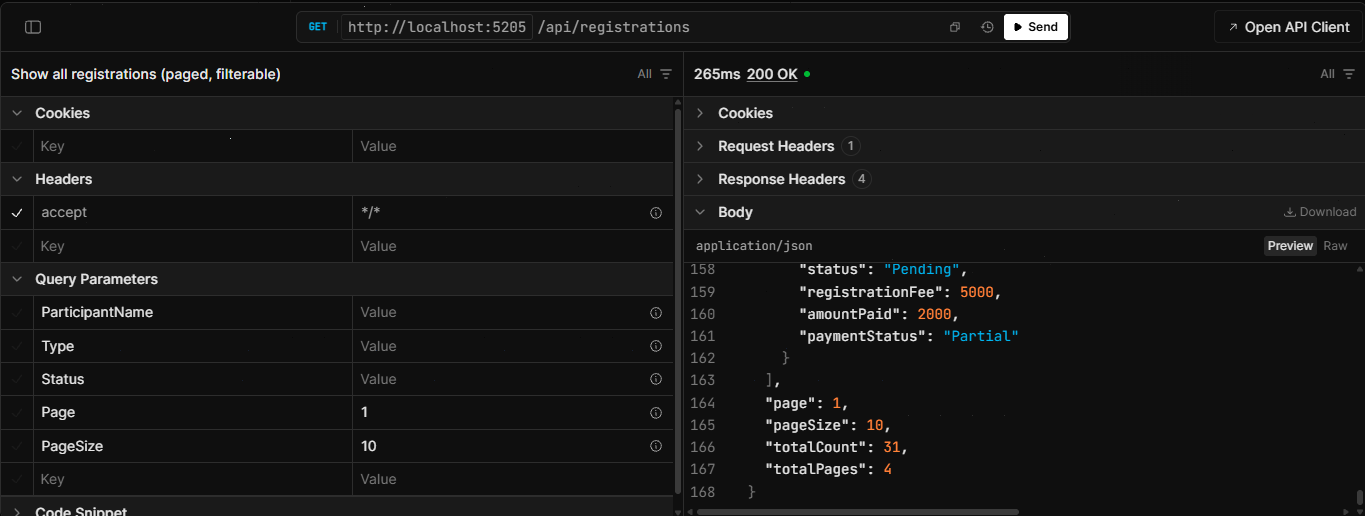 GET http://localhost:5205 /api/registrations Send Open API Client
Show all registrations (paged, filterable) All
Cookies
Key Value
Headers
accept */*
Key Value
Query Parameters
ParticipantName Value
Type Value
Status Value
Page 1
PageSize 10
Key Value
Code Snippet
265ms 200 OK All
Cookies
Request Headers 1
Response Headers 4
Body Download
application/json Preview Raw
158 "status": "Pending",
159 "registrationFee": 5000,
160 "amountPaid": 2000,
161 "paymentStatus": "Partial"
162 }
163 ],
164 "page": 1,
165 "pageSize": 10,
166 "totalCount": 31,
167 "totalPages": 4
168 }